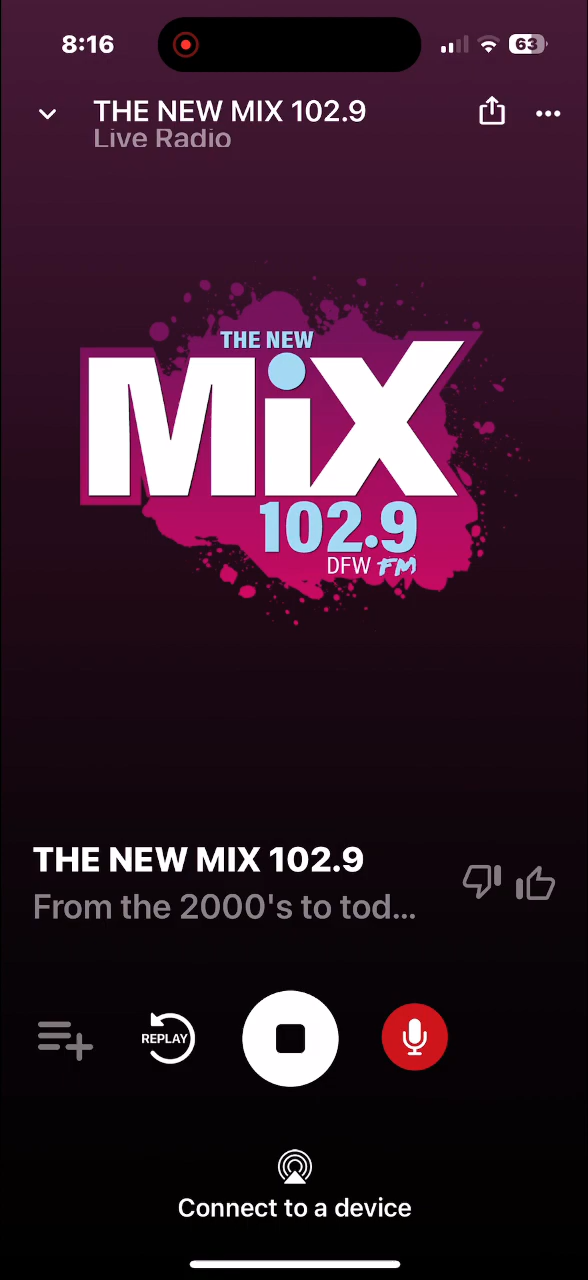 8:16
63
THE NEW MIX 102.9
Live Radio
THE NEW
MiX
102.9
DFW FM
THE NEW MIX 102.9
From the 2000's to tod...
REPLAY
Connect to a device